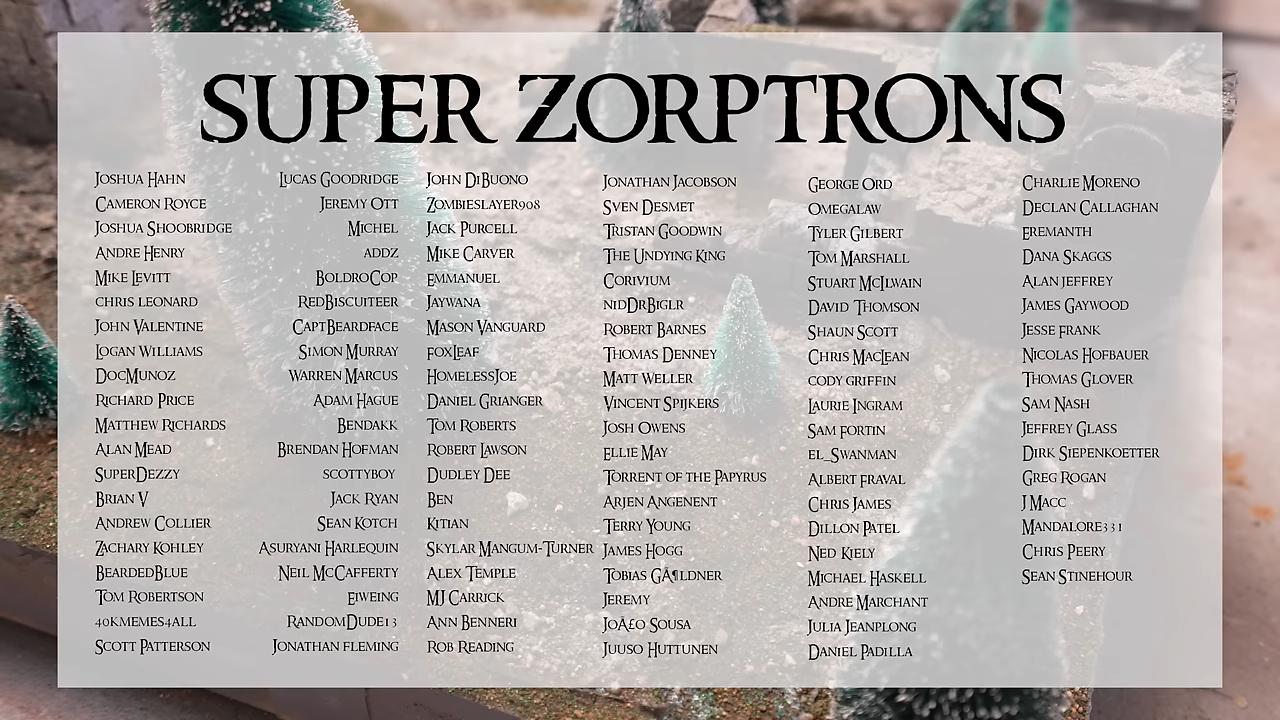 SUPER ZORPTRONS
Joshua Hahn
Cameron Royce
Joshua Shoobridge
Andre Henry
Mike Levitt
chris leonard
John Valentine
Logan Williams
DocMunoz
Richard Price
Matthew Richards
Alan Mead
SuperDezzy
Brian V
Andrew Collier
Zachary Kohley
BeardedBlue
Tom Robertson
40kmemes4all
Scott Patterson
Lucas Goodridge
Jeremy Ott
Michel
addz
BoldroCop
RedBiscuiteer
CaptBeardface
Simon Murray
Warren Marcus
Adam Hague
Bendakk
Brendan Hofman
scottyboy
Jack Ryan
Sean Kotch
Asuryani Harlequin
Neil McCafferty
Eiweing
RandomDude13
Jonathan fleming
John DiBuono
Zombieslayer908
Jack Purcell
Mike Carver
Emmanuel
Jaywana
Mason Vanguard
foxLeaf
HomelessJoe
Daniel Grianger
Tom Roberts
Robert Lawson
Dudley Dee
Ben
Kitian
Skylar Mangum-Turner
Alex Temple
MJ Carrick
Ann Benneri
Rob Reading
Jonathan Jacobson
Sven Desmet
Tristan Goodwin
The Undying King
Corivium
n1dDrBiglr
Robert Barnes
Thomas Denney
Matt Weller
Vincent Spijkers
Josh Owens
Ellie May
Torrent of the Papyrus
Arjen Angenent
Terry Young
James Hogg
Tobias GÃ¶ldner
Jeremy
JoÃ£o Sousa
Juuso Huttunen
George Ord
Omegalaw
Tyler Gilbert
Tom Marshall
Stuart McIlwain
David Thomson
Shaun Scott
Chris MacLean
cody griffin
Laurie Ingram
Sam Fortin
el_Swanman
Albert Fraval
Chris James
Dillon Patel
Ned Kiely
Michael Haskell
Andre Marchant
Julia Jeanplong
Daniel Padilla
Charlie Moreno
Declan Callaghan
Eremanth
Dana Skaggs
Alan jeffrey
James Gaywood
Jesse Frank
Nicolas Hofbauer
Thomas Glover
Sam Nash
Jeffrey Glass
Dirk Siepenkoetter
Greg Rogan
J Macc
Mandalore331
Chris Peery
Sean Stinehour